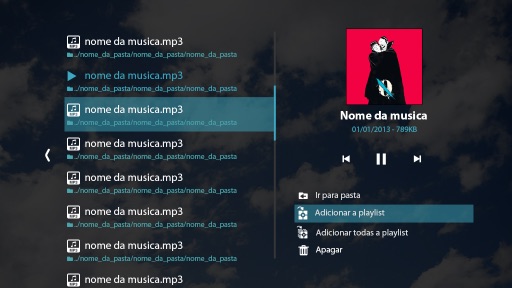 nome da musica.mp3
../nome_da_pasta/nome_da_pasta/nome_da_pasta
nome da musica.mp3
../nome_da_pasta/nome_da_pasta/nome_da_pasta
nome da musica.mp3
../nome_da_pasta/nome_da_pasta/nome_da_pasta
nome da musica.mp3
../nome_da_pasta/nome_da_pasta/nome_da_pasta
nome da musica.mp3
../nome_da_pasta/nome_da_pasta/nome_da_pasta
nome da musica.mp3
../nome_da_pasta/nome_da_pasta/nome_da_pasta
nome da musica.mp3
../nome_da_pasta/nome_da_pasta/nome_da_pasta
nome da musica.mp3
Nome da musica
01/01/2013 - 789KB
Ir para pasta
Adicionar a playlist
Adicionar todas a playlist
Apagar